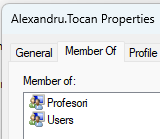 Alexandru.Tocan Properties
General Member Of Profile
Member of:
Profesori
Users